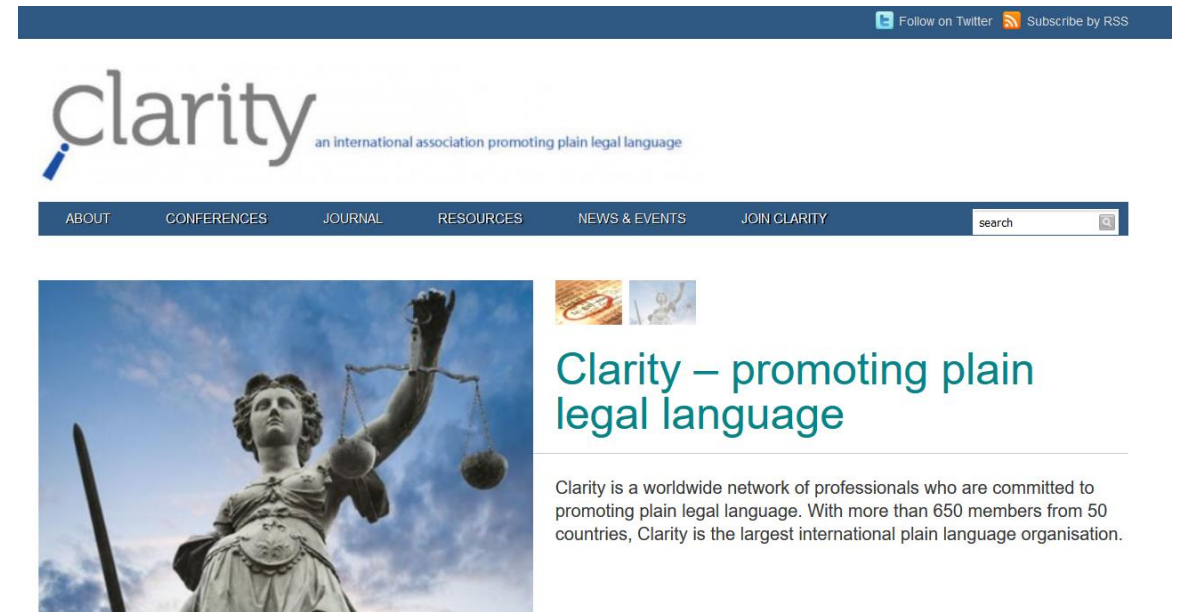 Follow on Twitter Subscribe by RSS
clarity
an international association promoting plain legal language
ABOUT CONFERENCES JOURNAL RESOURCES NEWS & EVENTS JOIN CLARITY search
Clarity – promoting plain
legal language
Clarity is a worldwide network of professionals who are committed to
promoting plain legal language. With more than 650 members from 50
countries, Clarity is the largest international plain language organisation.